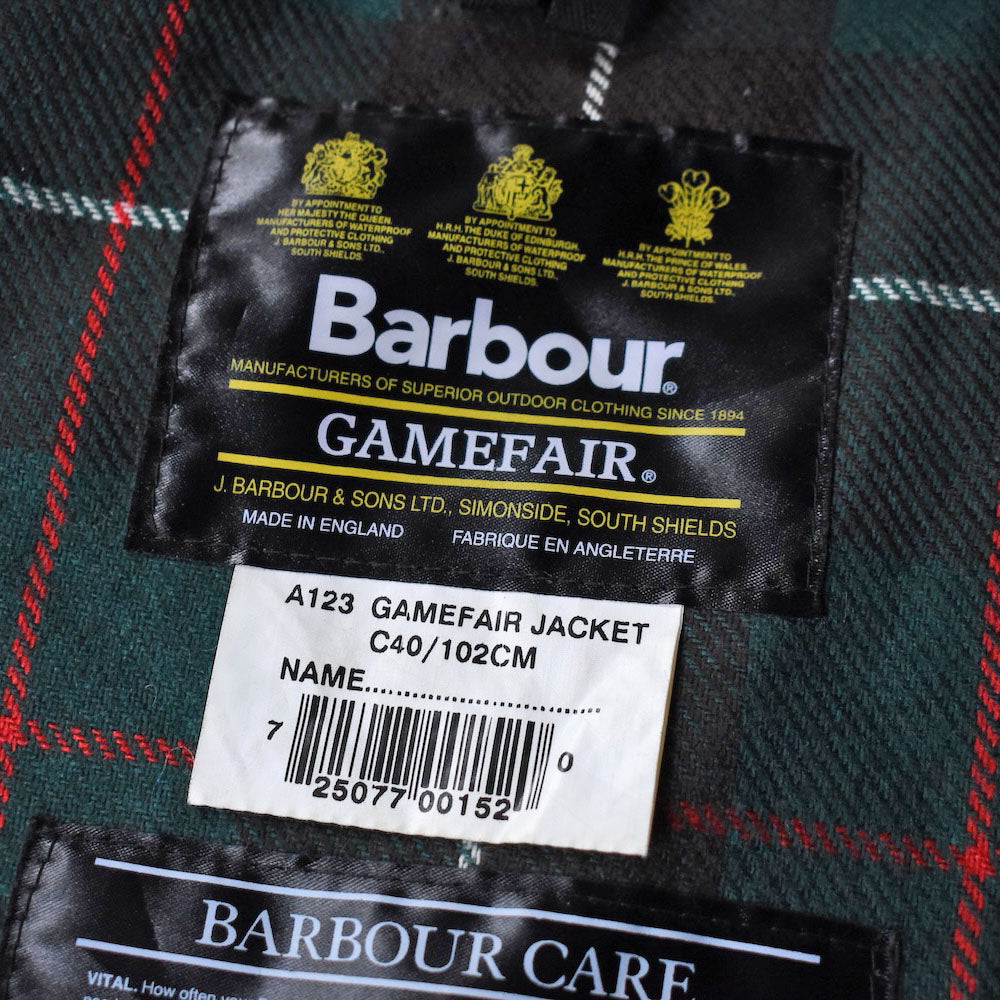 BY APPOINTMENT TO
HER MAJESTY THE QUEEN,
MANUFACTURERS OF WATERPROOF
AND PROTECTIVE CLOTHING
J. BARBOUR & SONS LTD.,
SOUTH SHIELDS.
BY APPOINTMENT TO
H.R.H. THE DUKE OF EDINBURGH,
MANUFACTURERS OF WATERPROOF
AND PROTECTIVE CLOTHING
J. BARBOUR & SONS LTD.,
SOUTH SHIELDS.
BY APPOINTMENT TO
H.R.H. THE PRINCE OF WALES
MANUFACTURERS OF WATERPROOF
AND PROTECTIVE CLOTHING
J. BARBOUR & SONS LTD.,
SOUTH SHIELDS.
Barbour®
MANUFACTURERS OF SUPERIOR OUTDOOR CLOTHING SINCE 1894
GAMEFAIR®
J. BARBOUR & SONS LTD., SIMONSIDE, SOUTH SHIELDS
MADE IN ENGLAND FABRIQUE EN ANGLETERRE
A123 GAMEFAIR JACKET
C40/102CM
NAME........................................
7 25077 00152 0
BARBOUR CARE
VITAL. How often